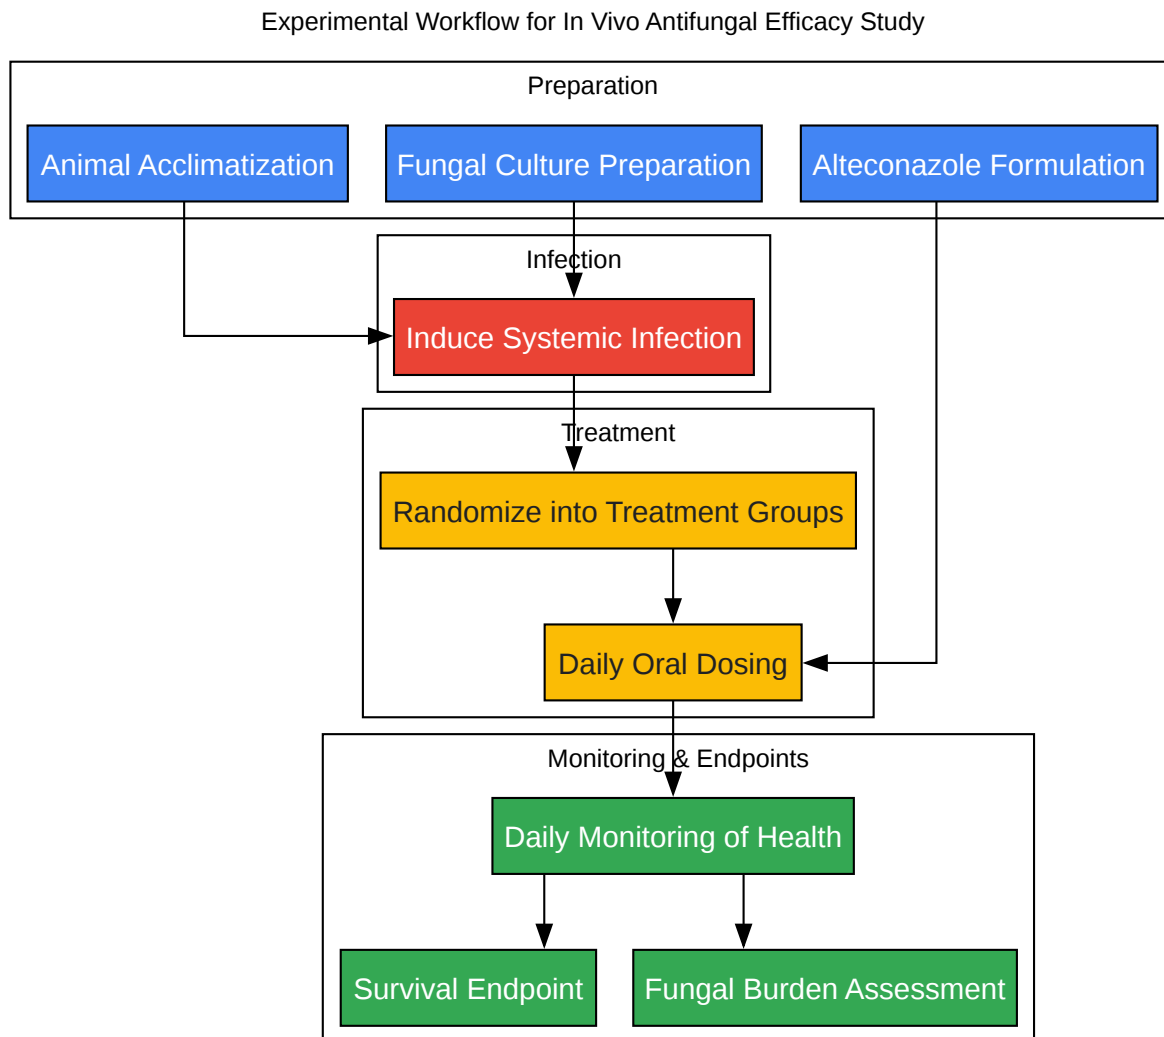 Experimental Workflow for In Vivo Antifungal Efficacy Study
Preparation
Animal Acclimatization
Fungal Culture Preparation
Alteconazole Formulation
Infection
Induce Systemic Infection
Treatment
Randomize into Treatment Groups
Daily Oral Dosing
Monitoring & Endpoints
Daily Monitoring of Health
Survival Endpoint
Fungal Burden Assessment